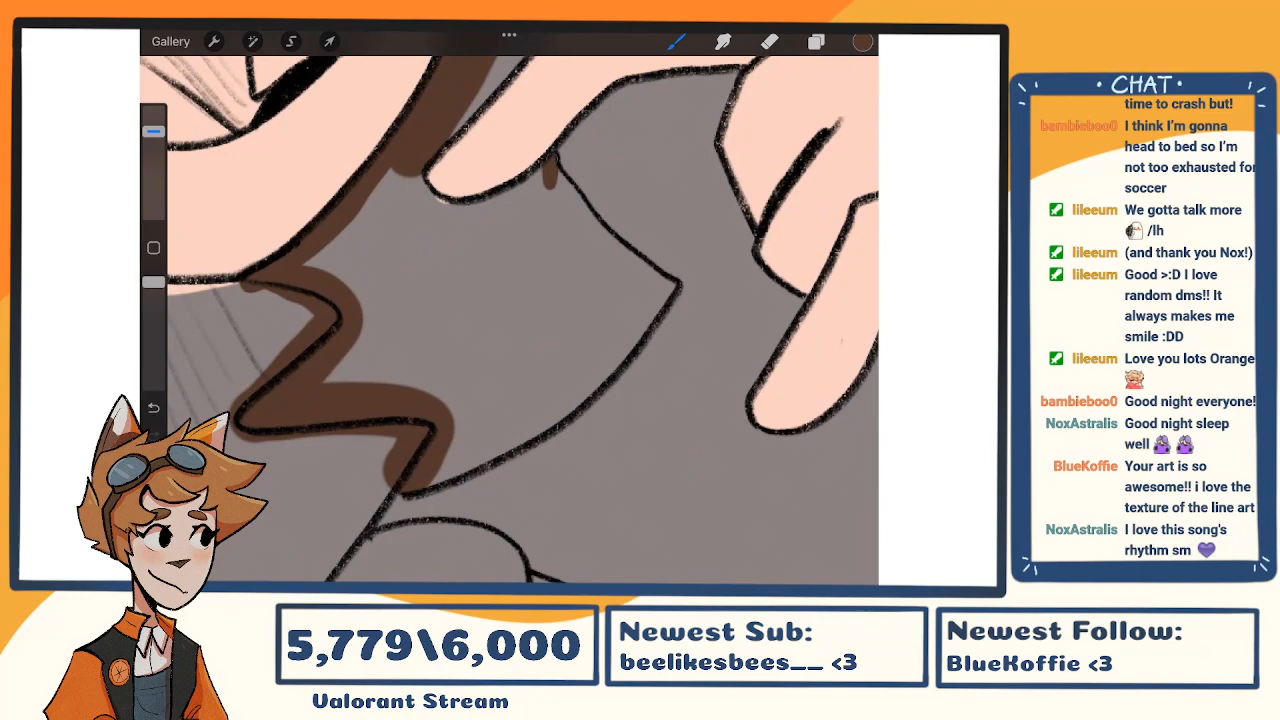 Gallery
CHAT
time to crash but!
bambieboo0 I think I'm gonna
head to bed so I'm
not too exhausted for
soccer
lileeum We gotta talk more
/lh
lileeum (and thank you Nox!)
lileeum Good >:D I love
random dms!! It
always makes me
smile :DD
lileeum Love you lots Orange
bambieboo0 Good night everyone!
NoxAstralis Good night sleep
well
BlueKoffie Your art is so
awesome!! i love the
texture of the line art
NoxAstralis I love this song's
rhythm sm
5,779\6,000
Valorant Stream
Newest Sub:
beelikesbees__ <3
Newest Follow:
BlueKoffie <3